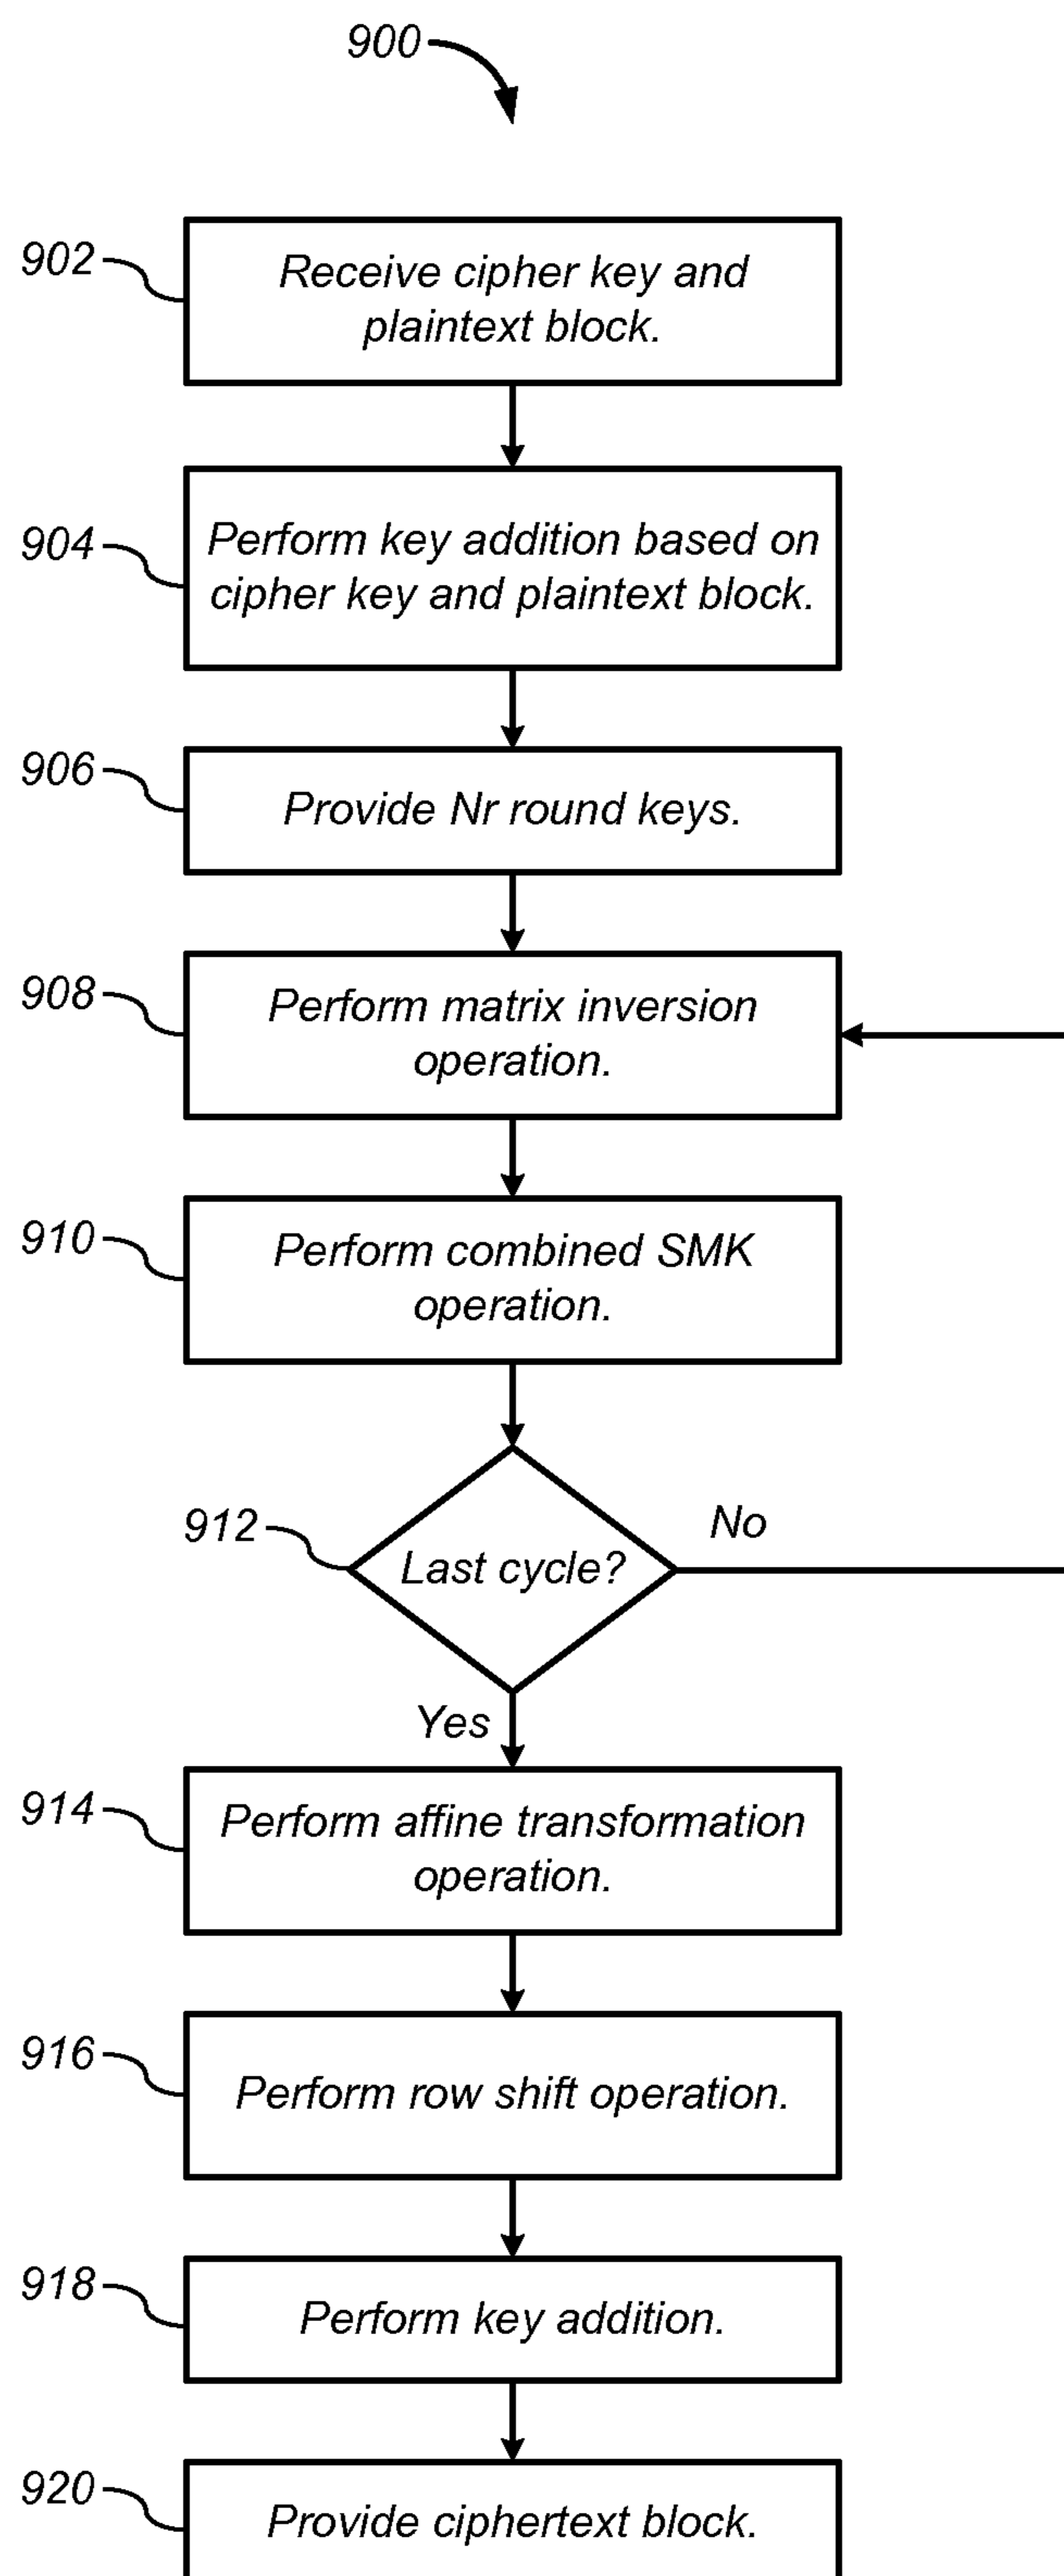 900
902
Receive cipher key and
plaintext block.
904
Perform key addition based on
cipher key and plaintext block.
906
Provide Nr round keys.
908
Perform matrix inversion
operation.
910
Perform combined SMK
operation.
912
Last cycle?
No
Yes
914
Perform affine transformation
operation.
916
Perform row shift operation.
918
Perform key addition.
920
Provide ciphertext block.